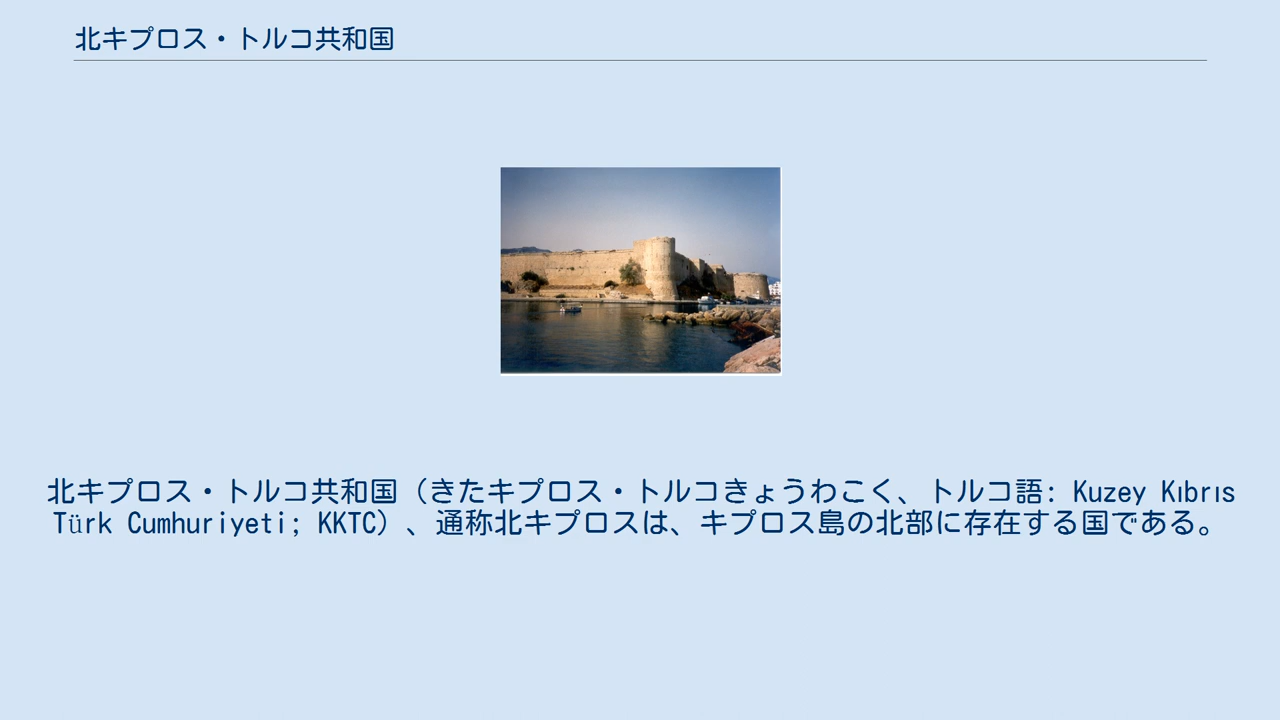 北キプロス・トルコ共和国
北キプロス・トルコ共和国（きたキプロス・トルコきょうわこく、トルコ語: Kuzey Kıbrıs
Türk Cumhuriyeti; KKTC）、通称北キプロスは、キプロス島の北部に存在する国である。